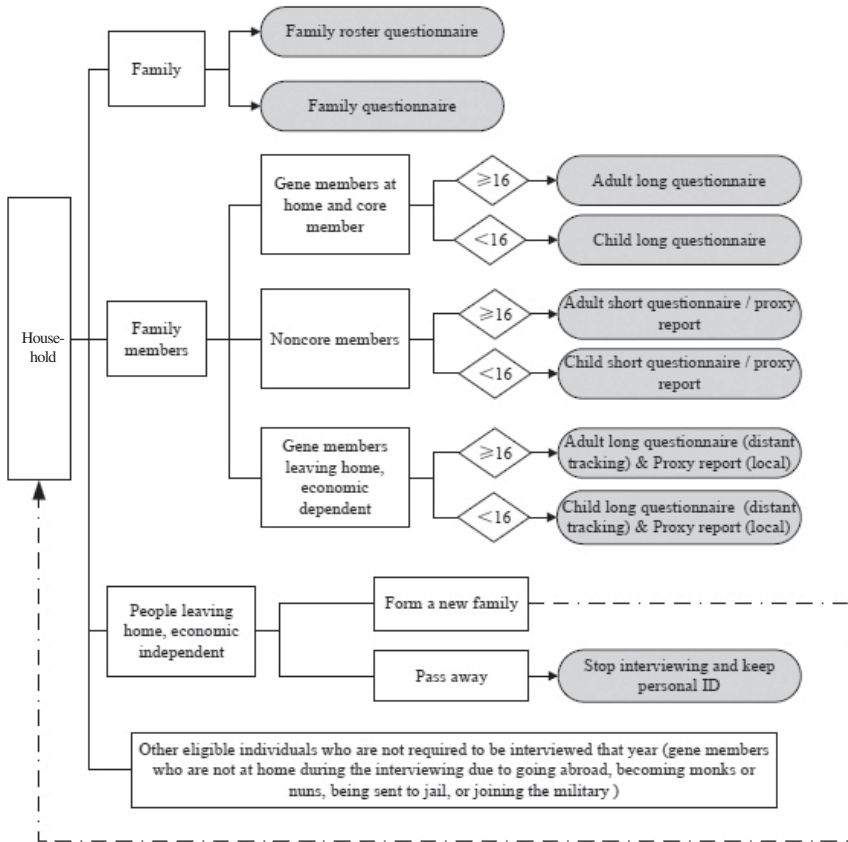 Family roster questionnaire
Family
Family questionnaire
Gene members at
home and core
member
≥16
Adult long questionnaire
<16
Child long questionnaire
House-
hold
Family
members
Noncore members
≥16
Adult short questionnaire / proxy
report
<16
Child short questionnaire / proxy
report
Gene members
leaving home,
economic
dependent
≥16
Adult long questionnaire (distant
tracking) & Proxy report (local)
<16
Child long questionnaire (distant
tracking) & Proxy report (local)
People leaving
home, economic
independent
Form a new family
Pass away
Stop interviewing and keep
personal ID
Other eligible individuals who are not required to be interviewed that year (gene members
who are not at home during the interviewing due to going abroad, becoming monks or
nuns, being sent to jail, or joining the military )